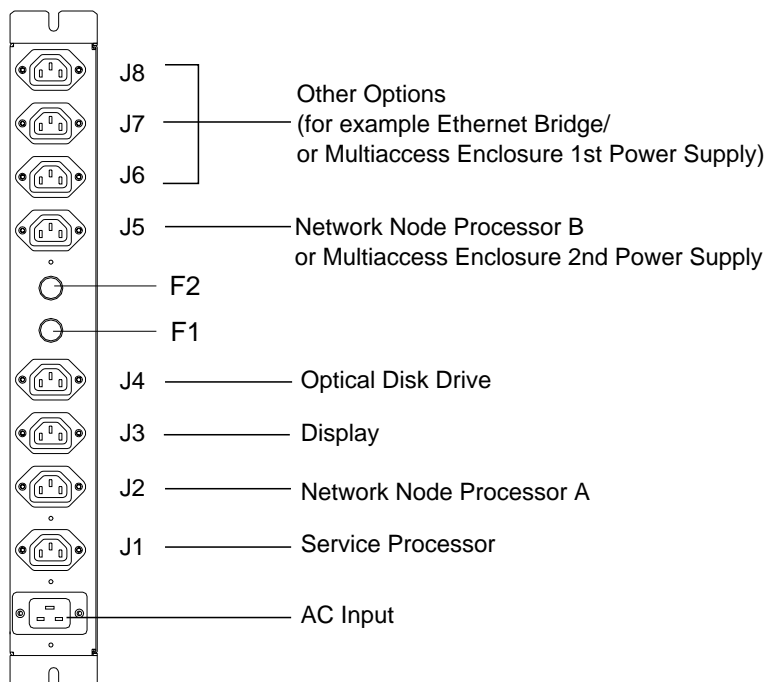 J8
J7
J6
Other Options
(for example Ethernet Bridge/
or Multiaccess Enclosure 1st Power Supply)
J5
Network Node Processor B
or Multiaccess Enclosure 2nd Power Supply
F2
F1
J4
Optical Disk Drive
J3
Display
J2
Network Node Processor A
J1
Service Processor
AC Input